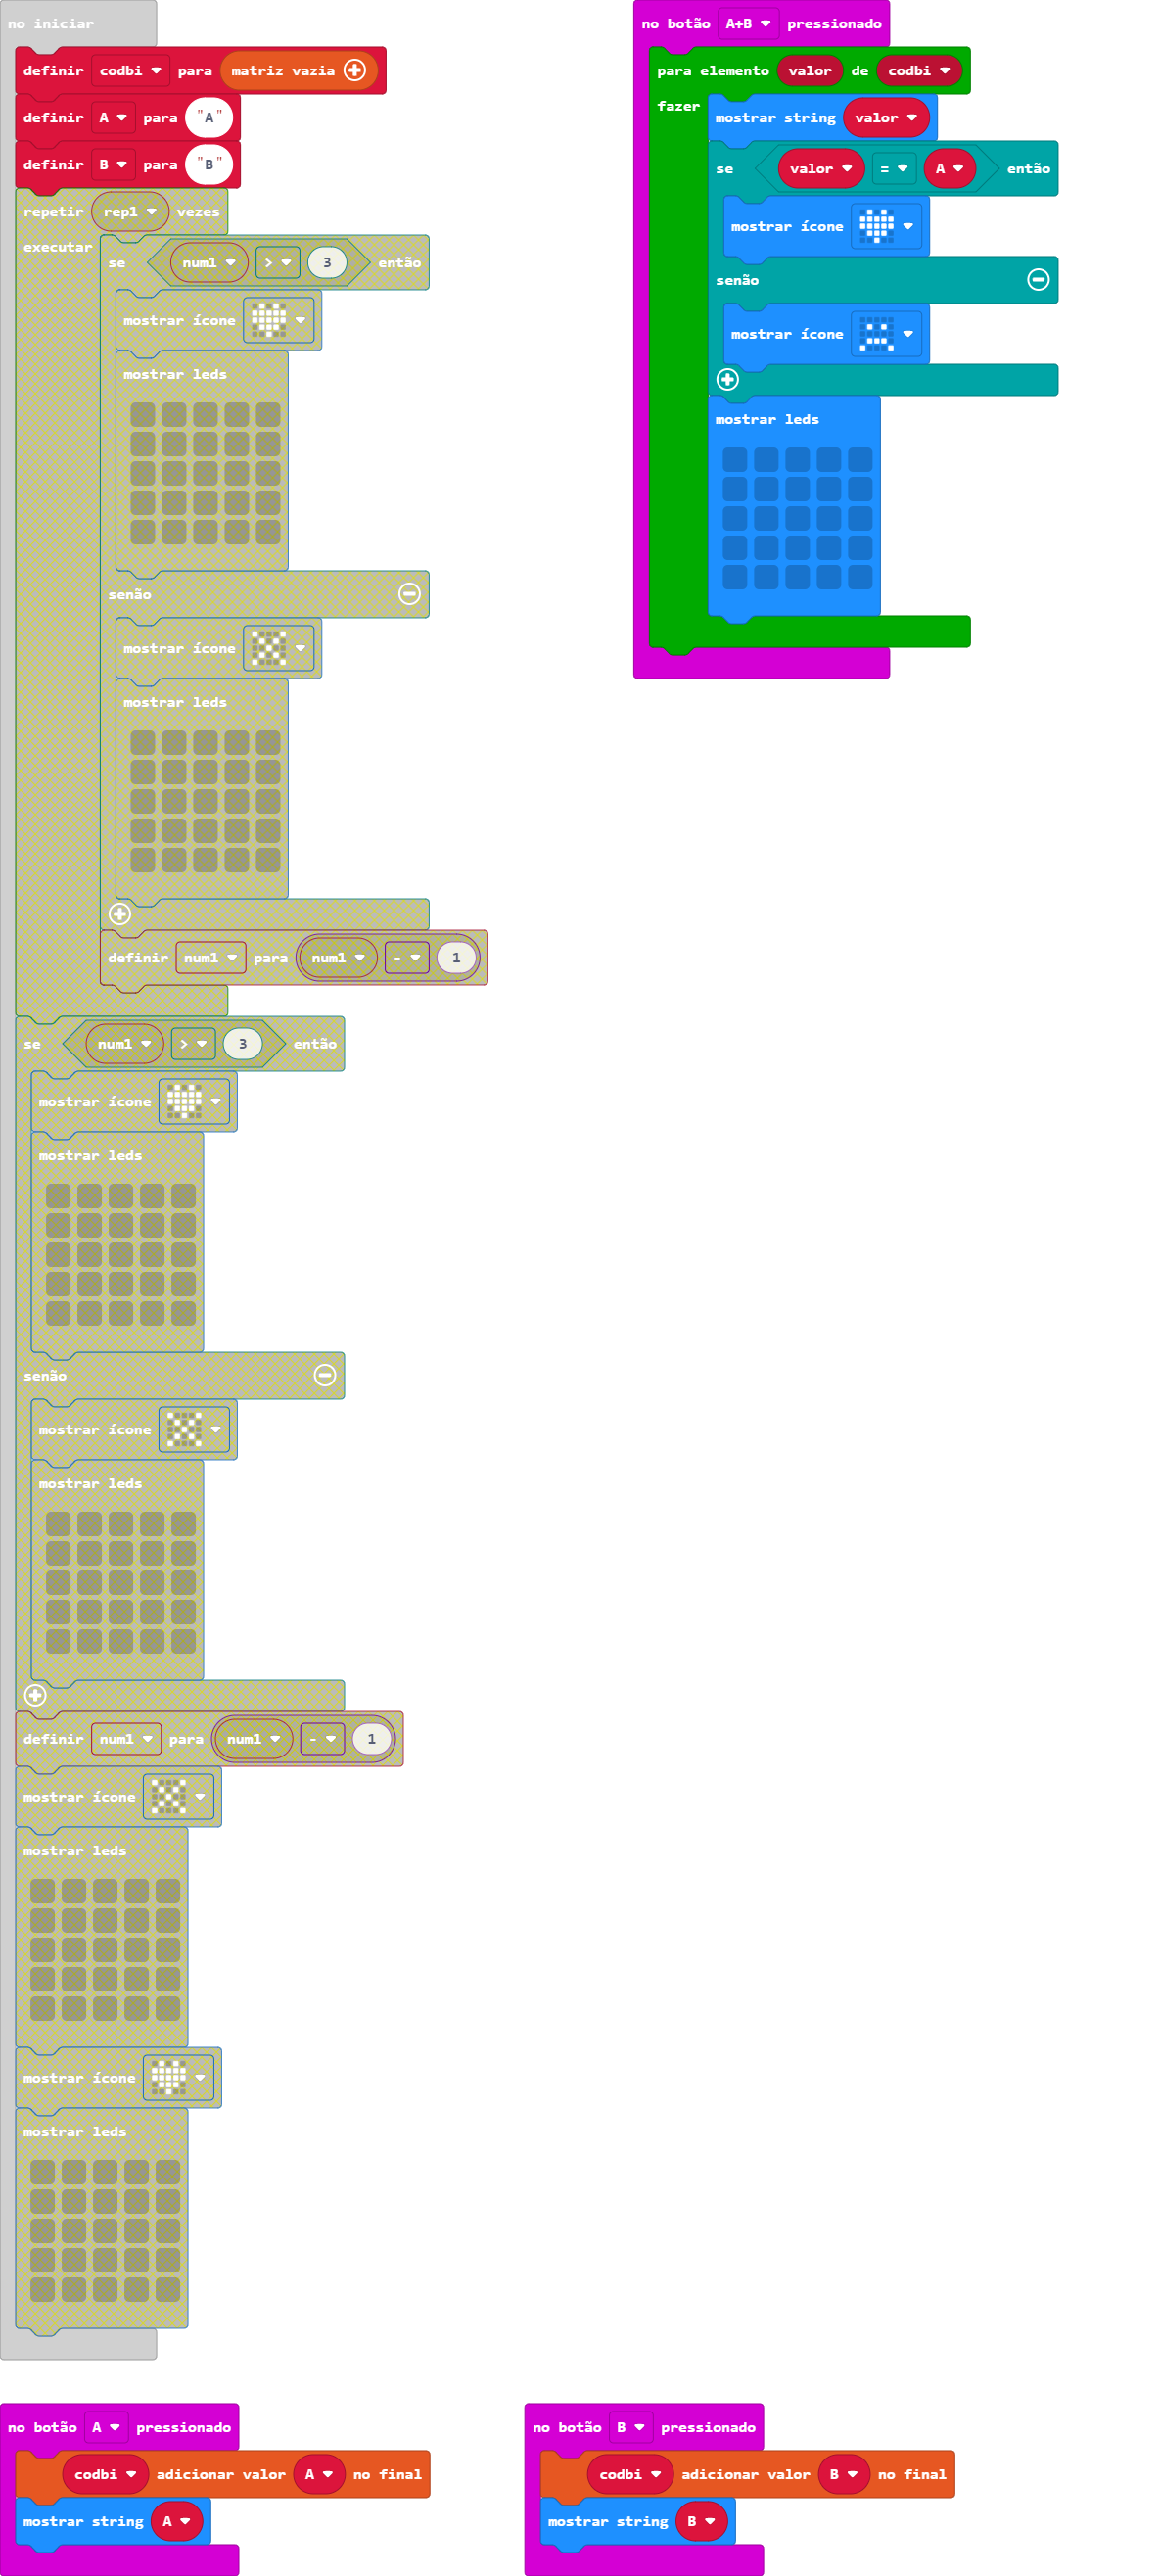 no iniciar
definir codbi para matriz vazia
definir A para "A"
definir B para "B"
repetir rep1 vezes
executar
se num1 > 3 então
mostrar ícone
mostrar leds
senão
mostrar ícone
mostrar leds
definir num1 para num1 - 1
se num1 > 3 então
mostrar ícone
mostrar leds
senão
mostrar ícone
mostrar leds
definir num1 para num1 - 1
mostrar ícone
mostrar leds
mostrar ícone
mostrar leds
no botão A+B pressionado
para elemento valor de codbi
fazer
mostrar string valor
se valor = A então
mostrar ícone
senão
mostrar ícone
mostrar leds
no botão A pressionado
codbi adicionar valor A no final
mostrar string A
no botão B pressionado
codbi adicionar valor B no final
mostrar string B